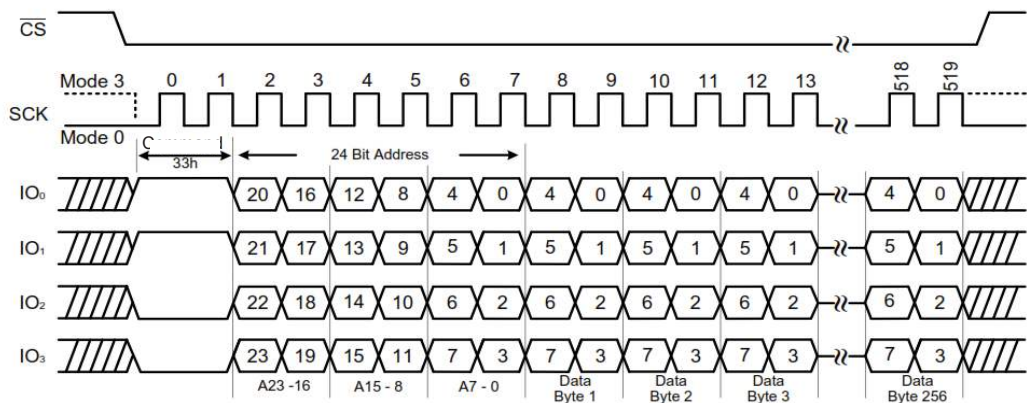 CS
Mode 3 0 1 2 3 4 5 6 7 8 9 10 11 12 13 518 519
SCK
Mode 0
24 Bit Address
33h
IO₀ 20 16 12 8 4 0 4 0 4 0 4 0 4 0
IO₁ 21 17 13 9 5 1 5 1 5 1 5 1 5 1
IO₂ 22 18 14 10 6 2 6 2 6 2 6 2 6 2
IO₃ 23 19 15 11 7 3 7 3 7 3 7 3 7 3
A23 -16 A15 - 8 A7 - 0 Data Data Data Data
Byte 1 Byte 2 Byte 3 Byte 256